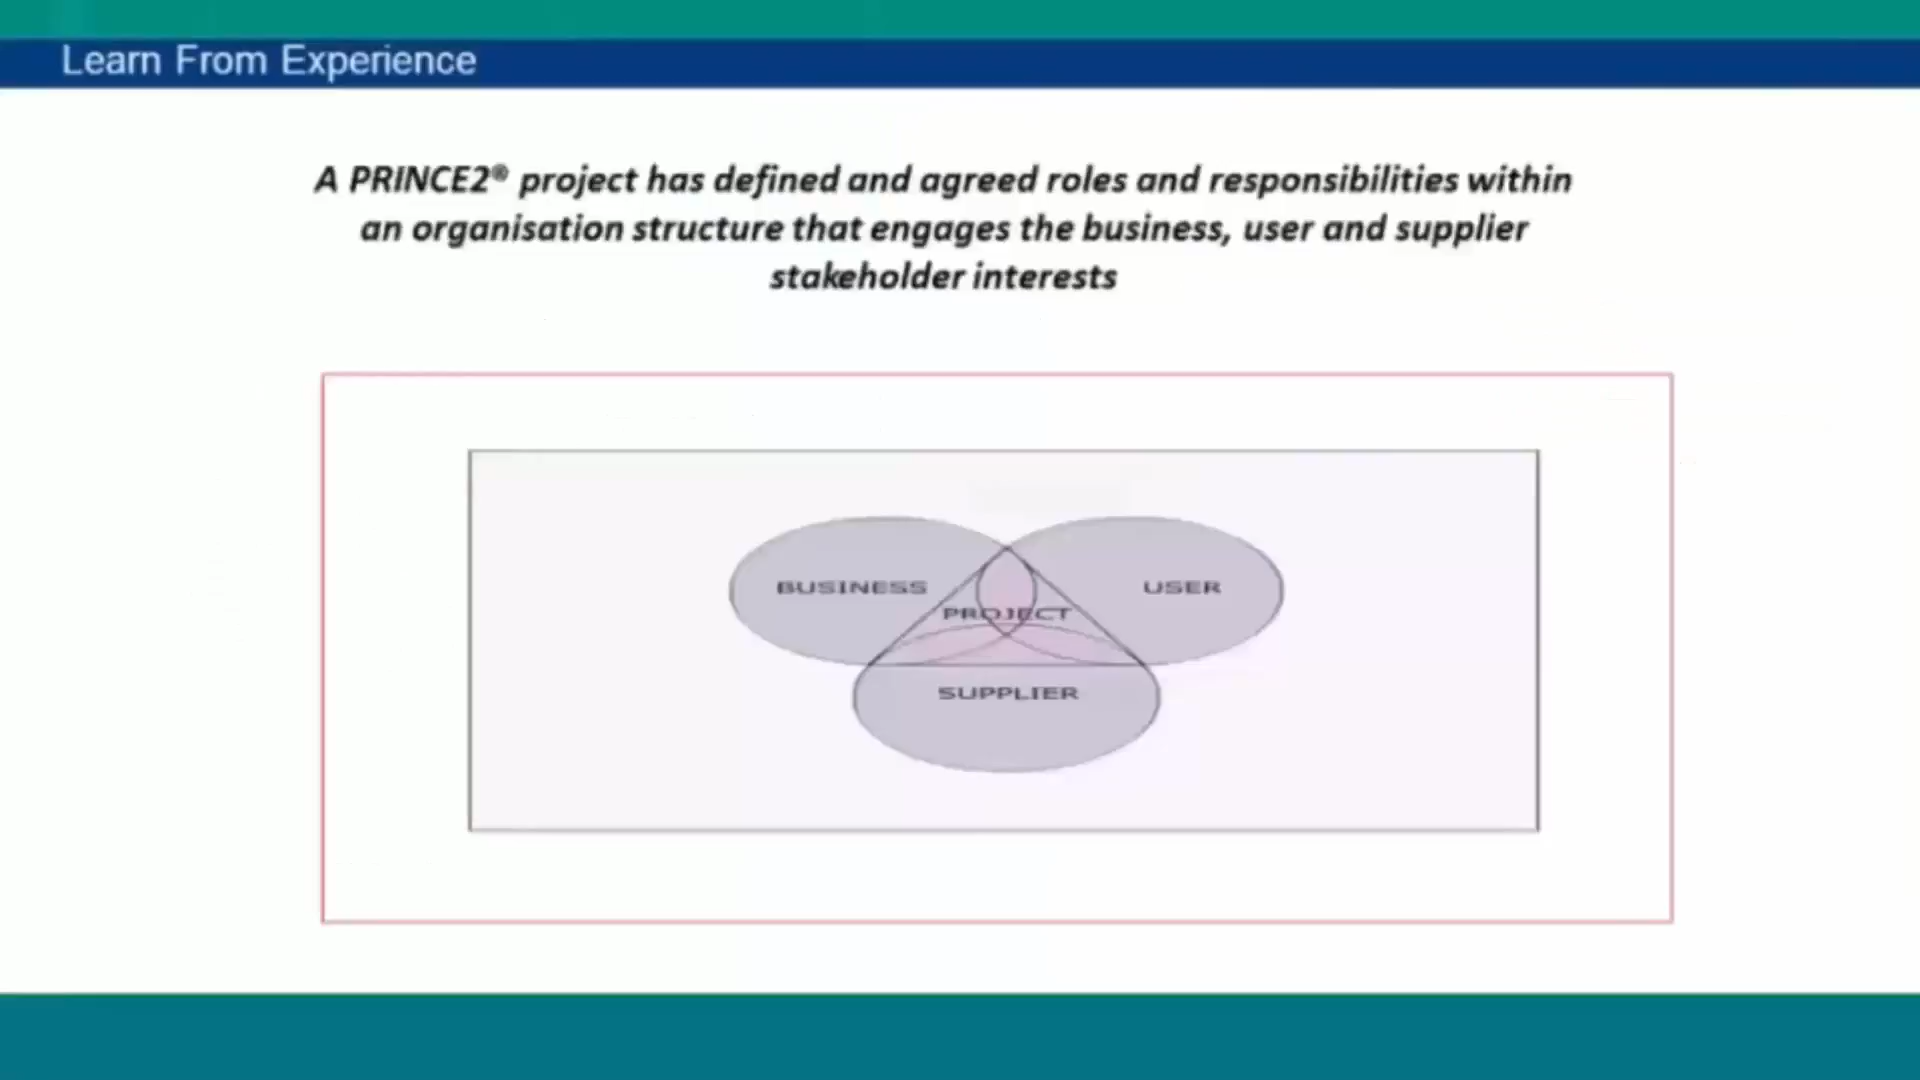 Learn From Experience
A PRINCE2® project has defined and agreed roles and responsibilities within
an organisation structure that engages the business, user and supplier
stakeholder interests
BUSINESS
USER
PROJECT
SUPPLIER